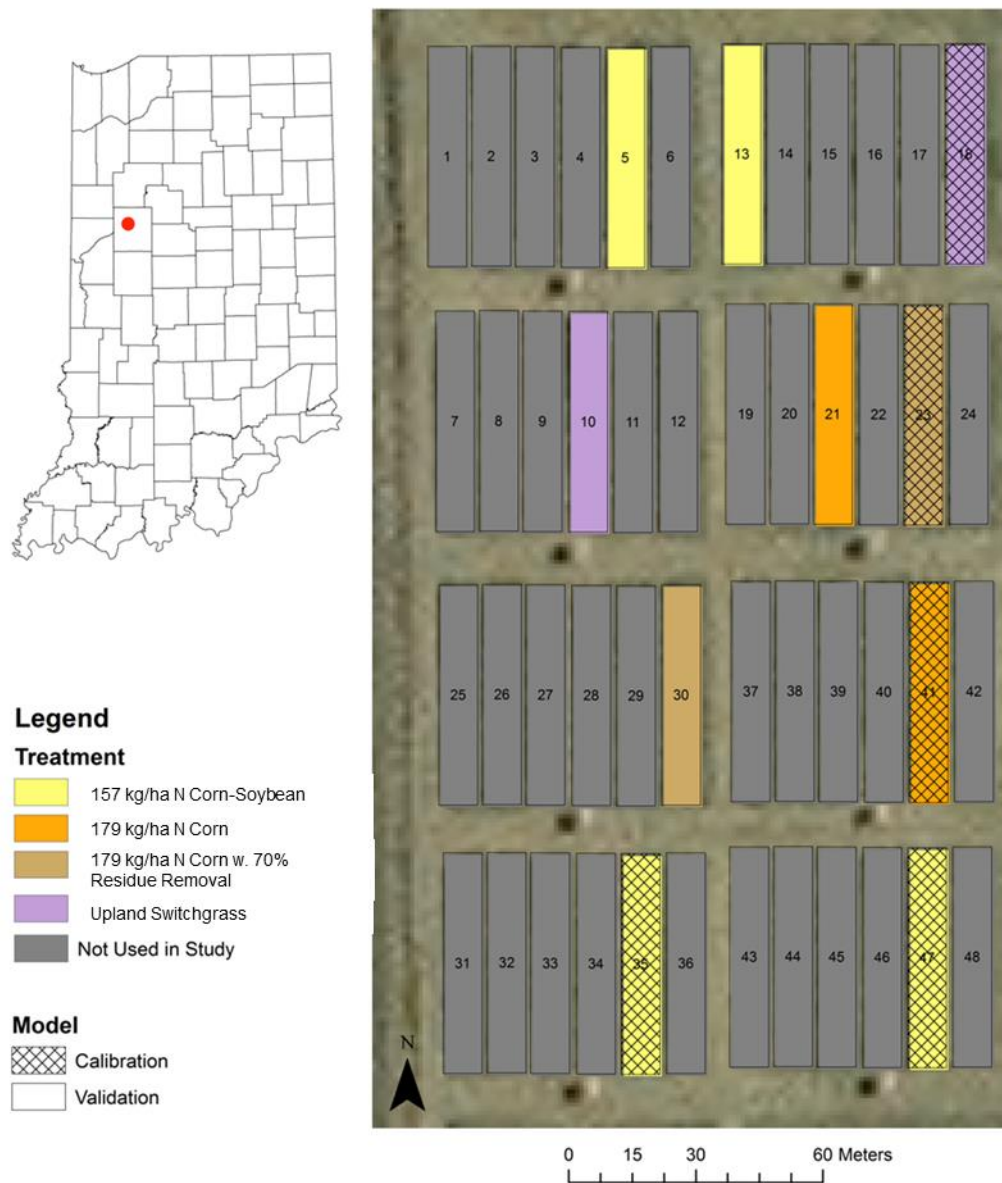 1 2 3 4 5 6 13 14 15 16 17 18
7 8 9 10 11 12 19 20 21 22 23 24
25 26 27 28 29 30 37 38 39 40 41 42
31 32 33 34 35 36 43 44 45 46 47 48
Legend
Treatment
157 kg/ha N Corn-Soybean
179 kg/ha N Corn
179 kg/ha N Corn w. 70%
Residue Removal
Upland Switchgrass
Not Used in Study
Model
Calibration
Validation
N
0 15 30 60 Meters